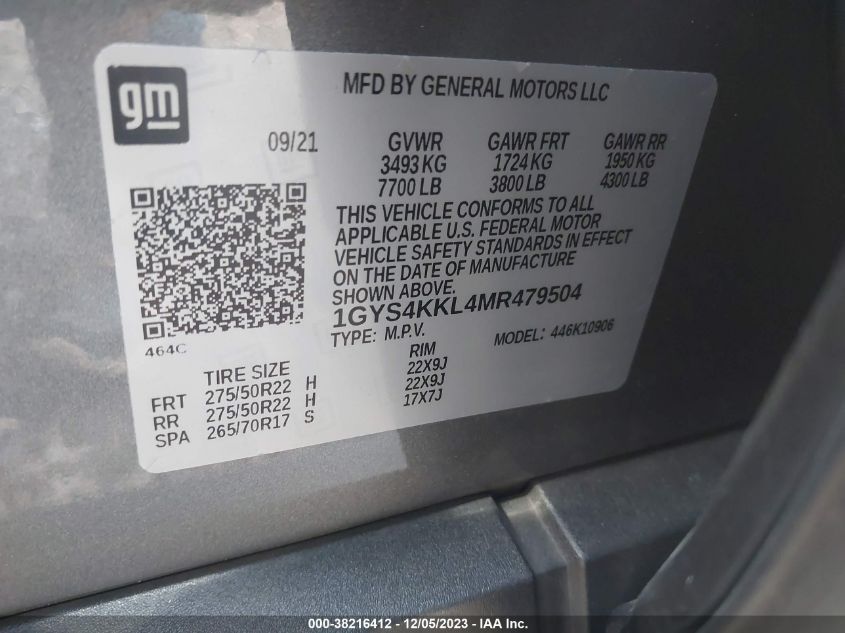 gm
MFD BY GENERAL MOTORS LLC
09/21
GVWR GAWR FRT GAWR RR
3493 KG 1724 KG 1950 KG
7700 LB 3800 LB 4300 LB
THIS VEHICLE CONFORMS TO ALL
APPLICABLE U.S. FEDERAL MOTOR
VEHICLE SAFETY STANDARDS IN EFFECT
ON THE DATE OF MANUFACTURE
SHOWN ABOVE.
1GYS4KKL4MR479504
TYPE: M.P.V. MODEL: 446K10906
464C
TIRE SIZE RIM
FRT 275/50R22 H 22X9J
RR 275/50R22 H 22X9J
SPA 265/70R17 S 17X7J
000-38216412 - 12/05/2023 - IAA Inc.